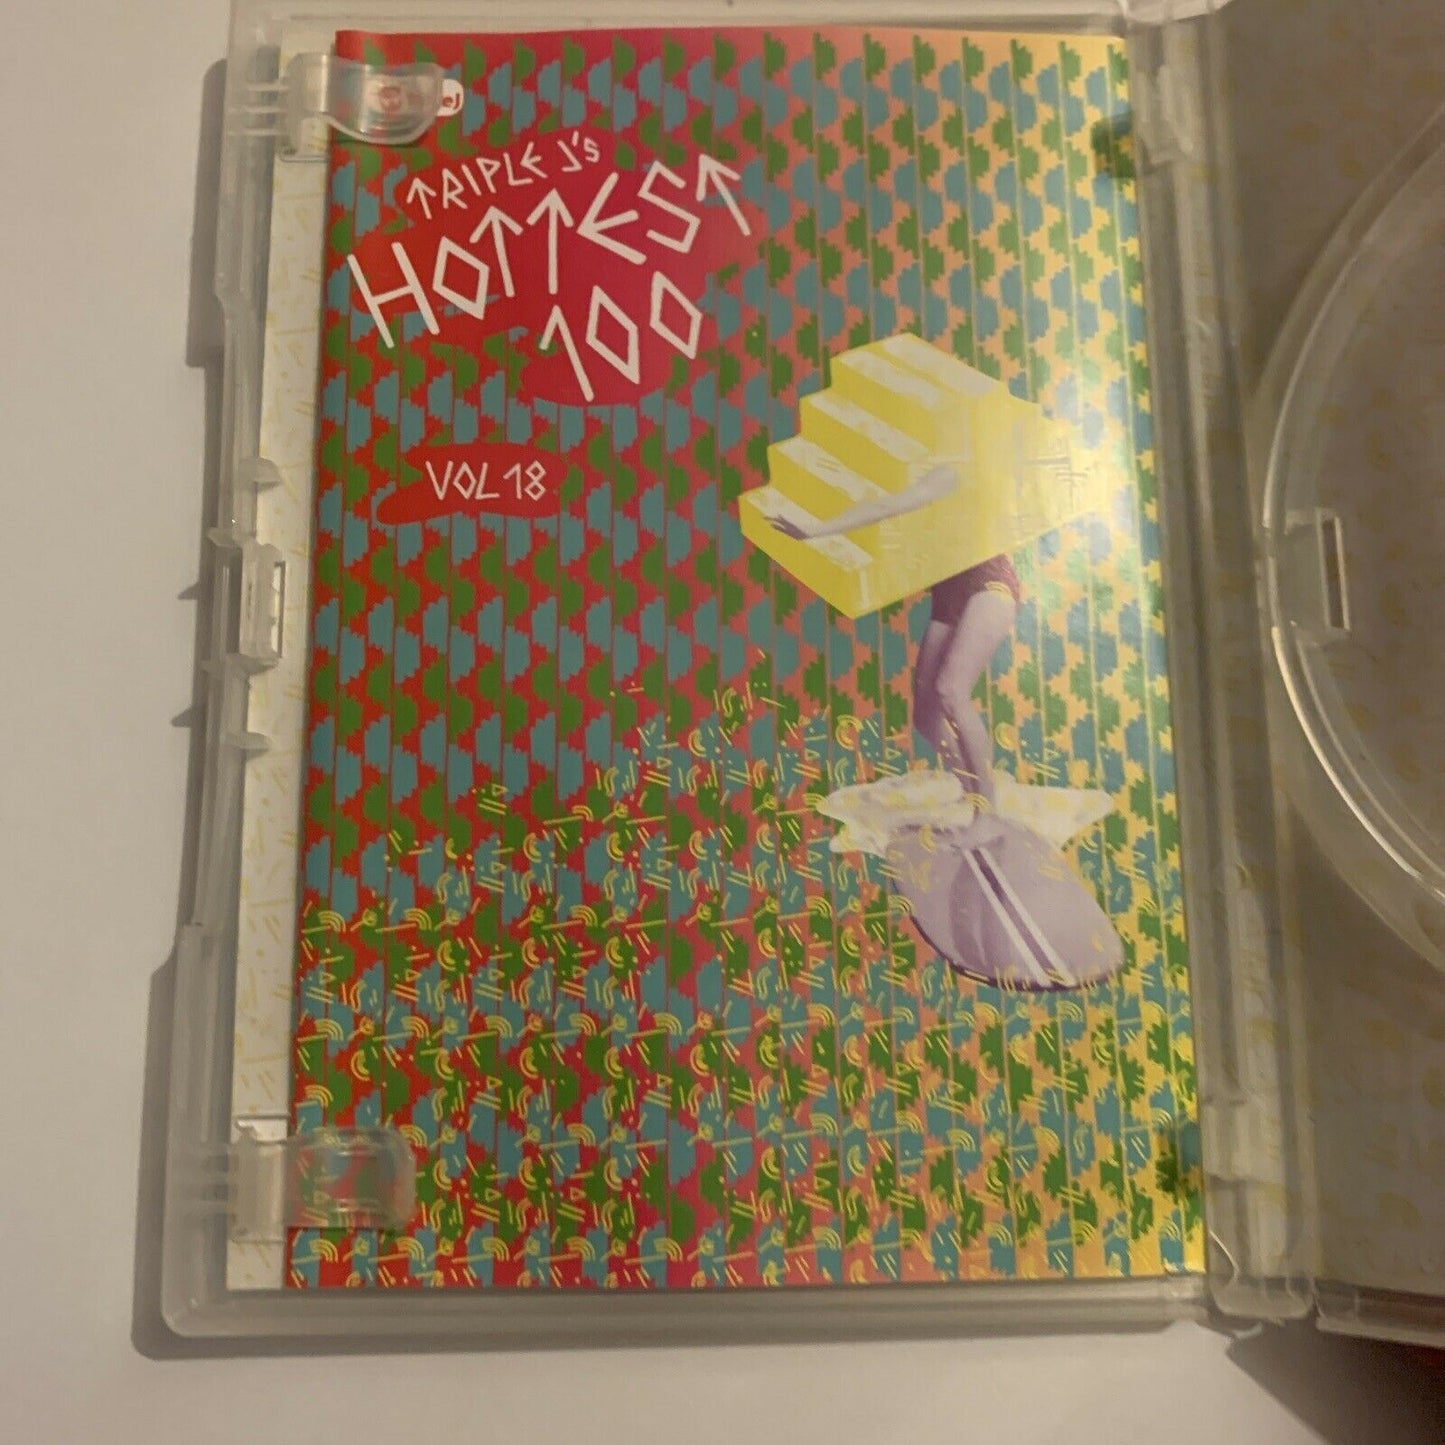 TRIPLE J'S
HOTTEST
100
VOL 18